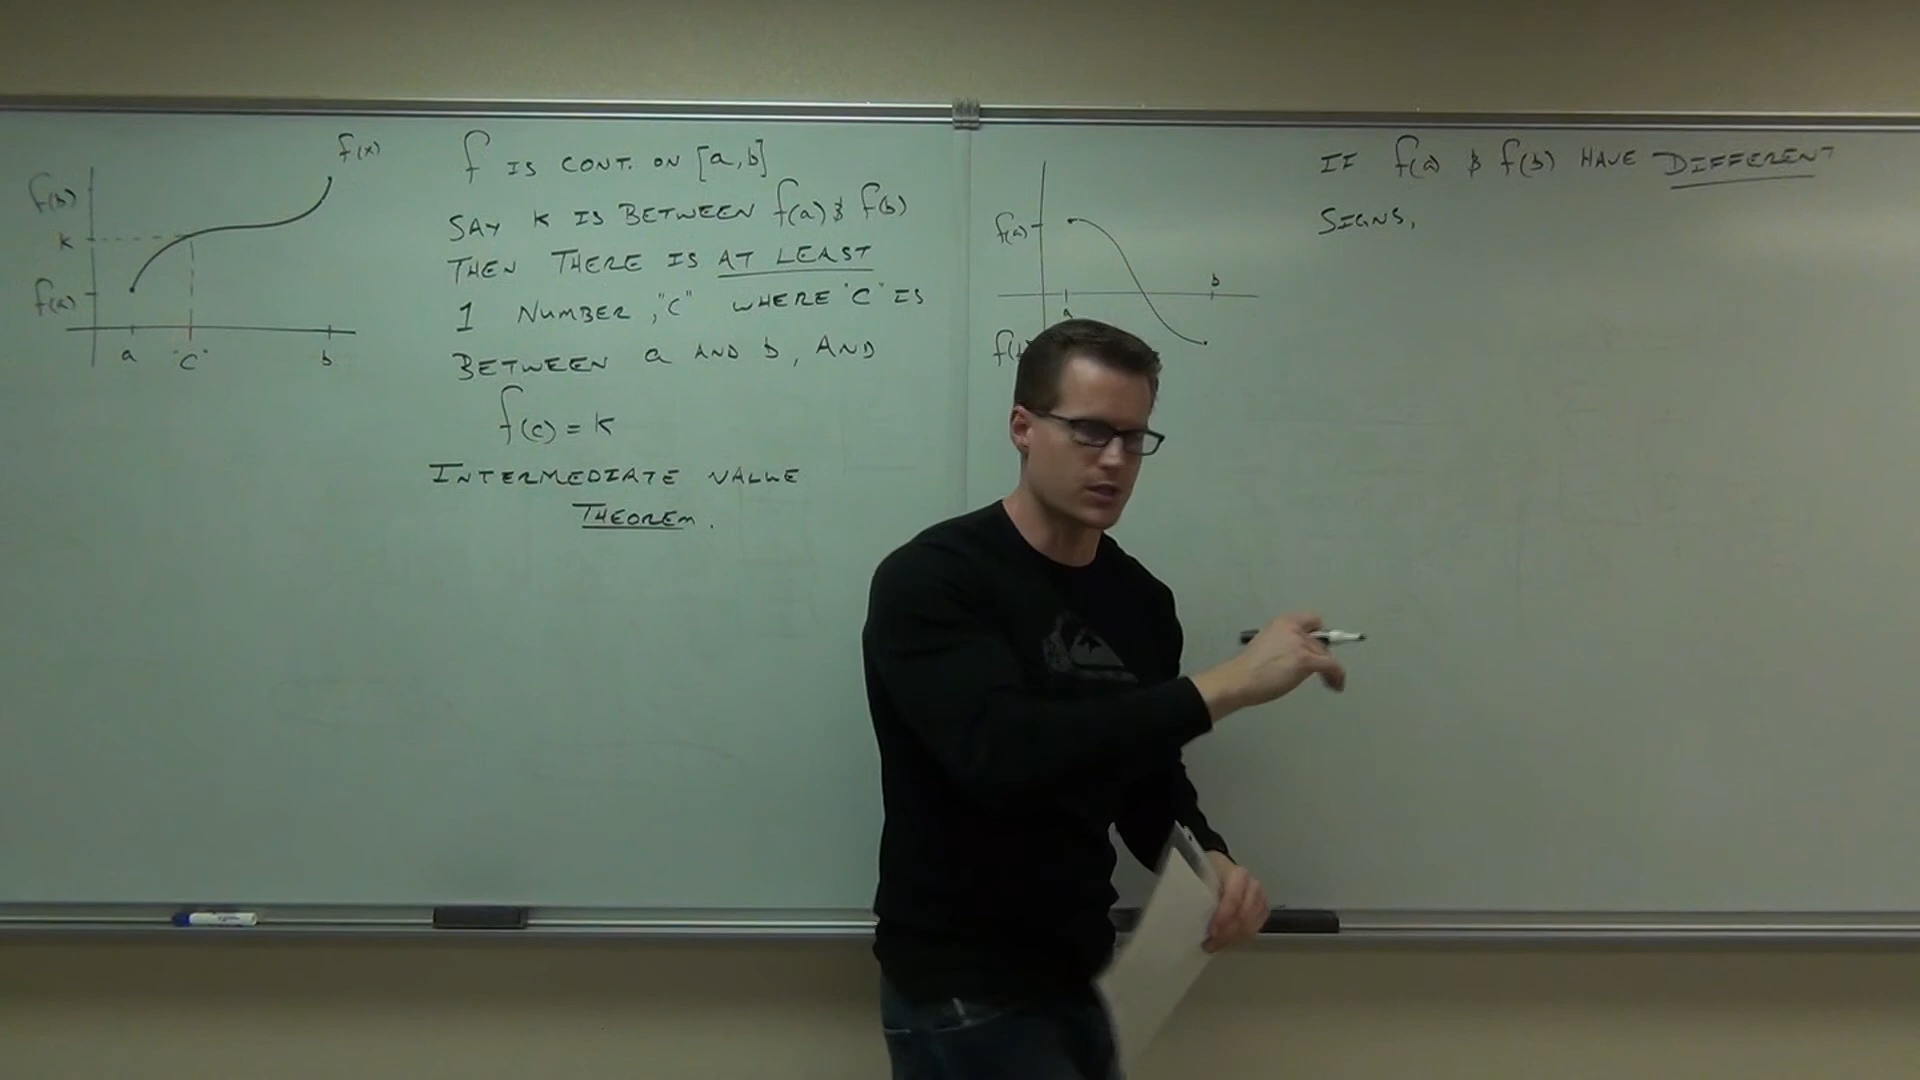 f(x)
f(b)
k
f(a)
a "C" b
f IS CONT. ON [a,b]
SAY K IS BETWEEN f(a) & f(b)
THEN THERE IS AT LEAST
1 NUMBER, "C" WHERE "C" IS
BETWEEN a AND b, AND
f(c) = K
INTERMEDIATE VALUE
THEOREM.
f(a)
a
b
IF f(a) & f(b) HAVE DIFFERENT
SIGNS,